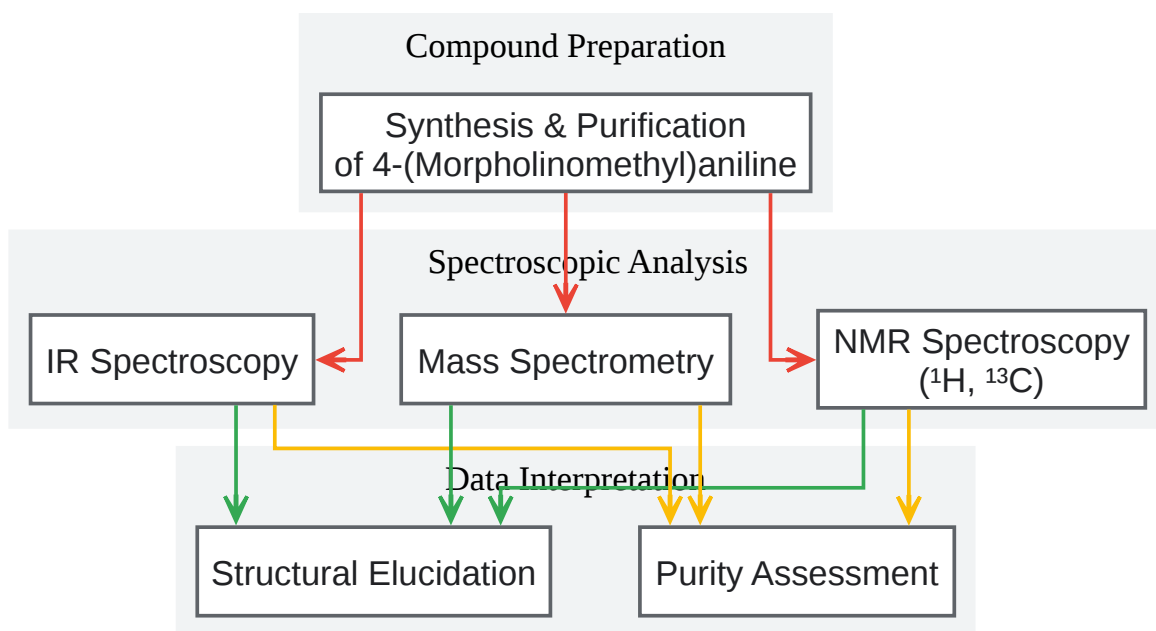 Compound Preparation
Synthesis & Purification
of 4-(Morpholinomethyl)aniline
Spectroscopic Analysis
IR Spectroscopy
Mass Spectrometry
NMR Spectroscopy
(¹H, ¹³C)
Data Interpretation
Structural Elucidation
Purity Assessment